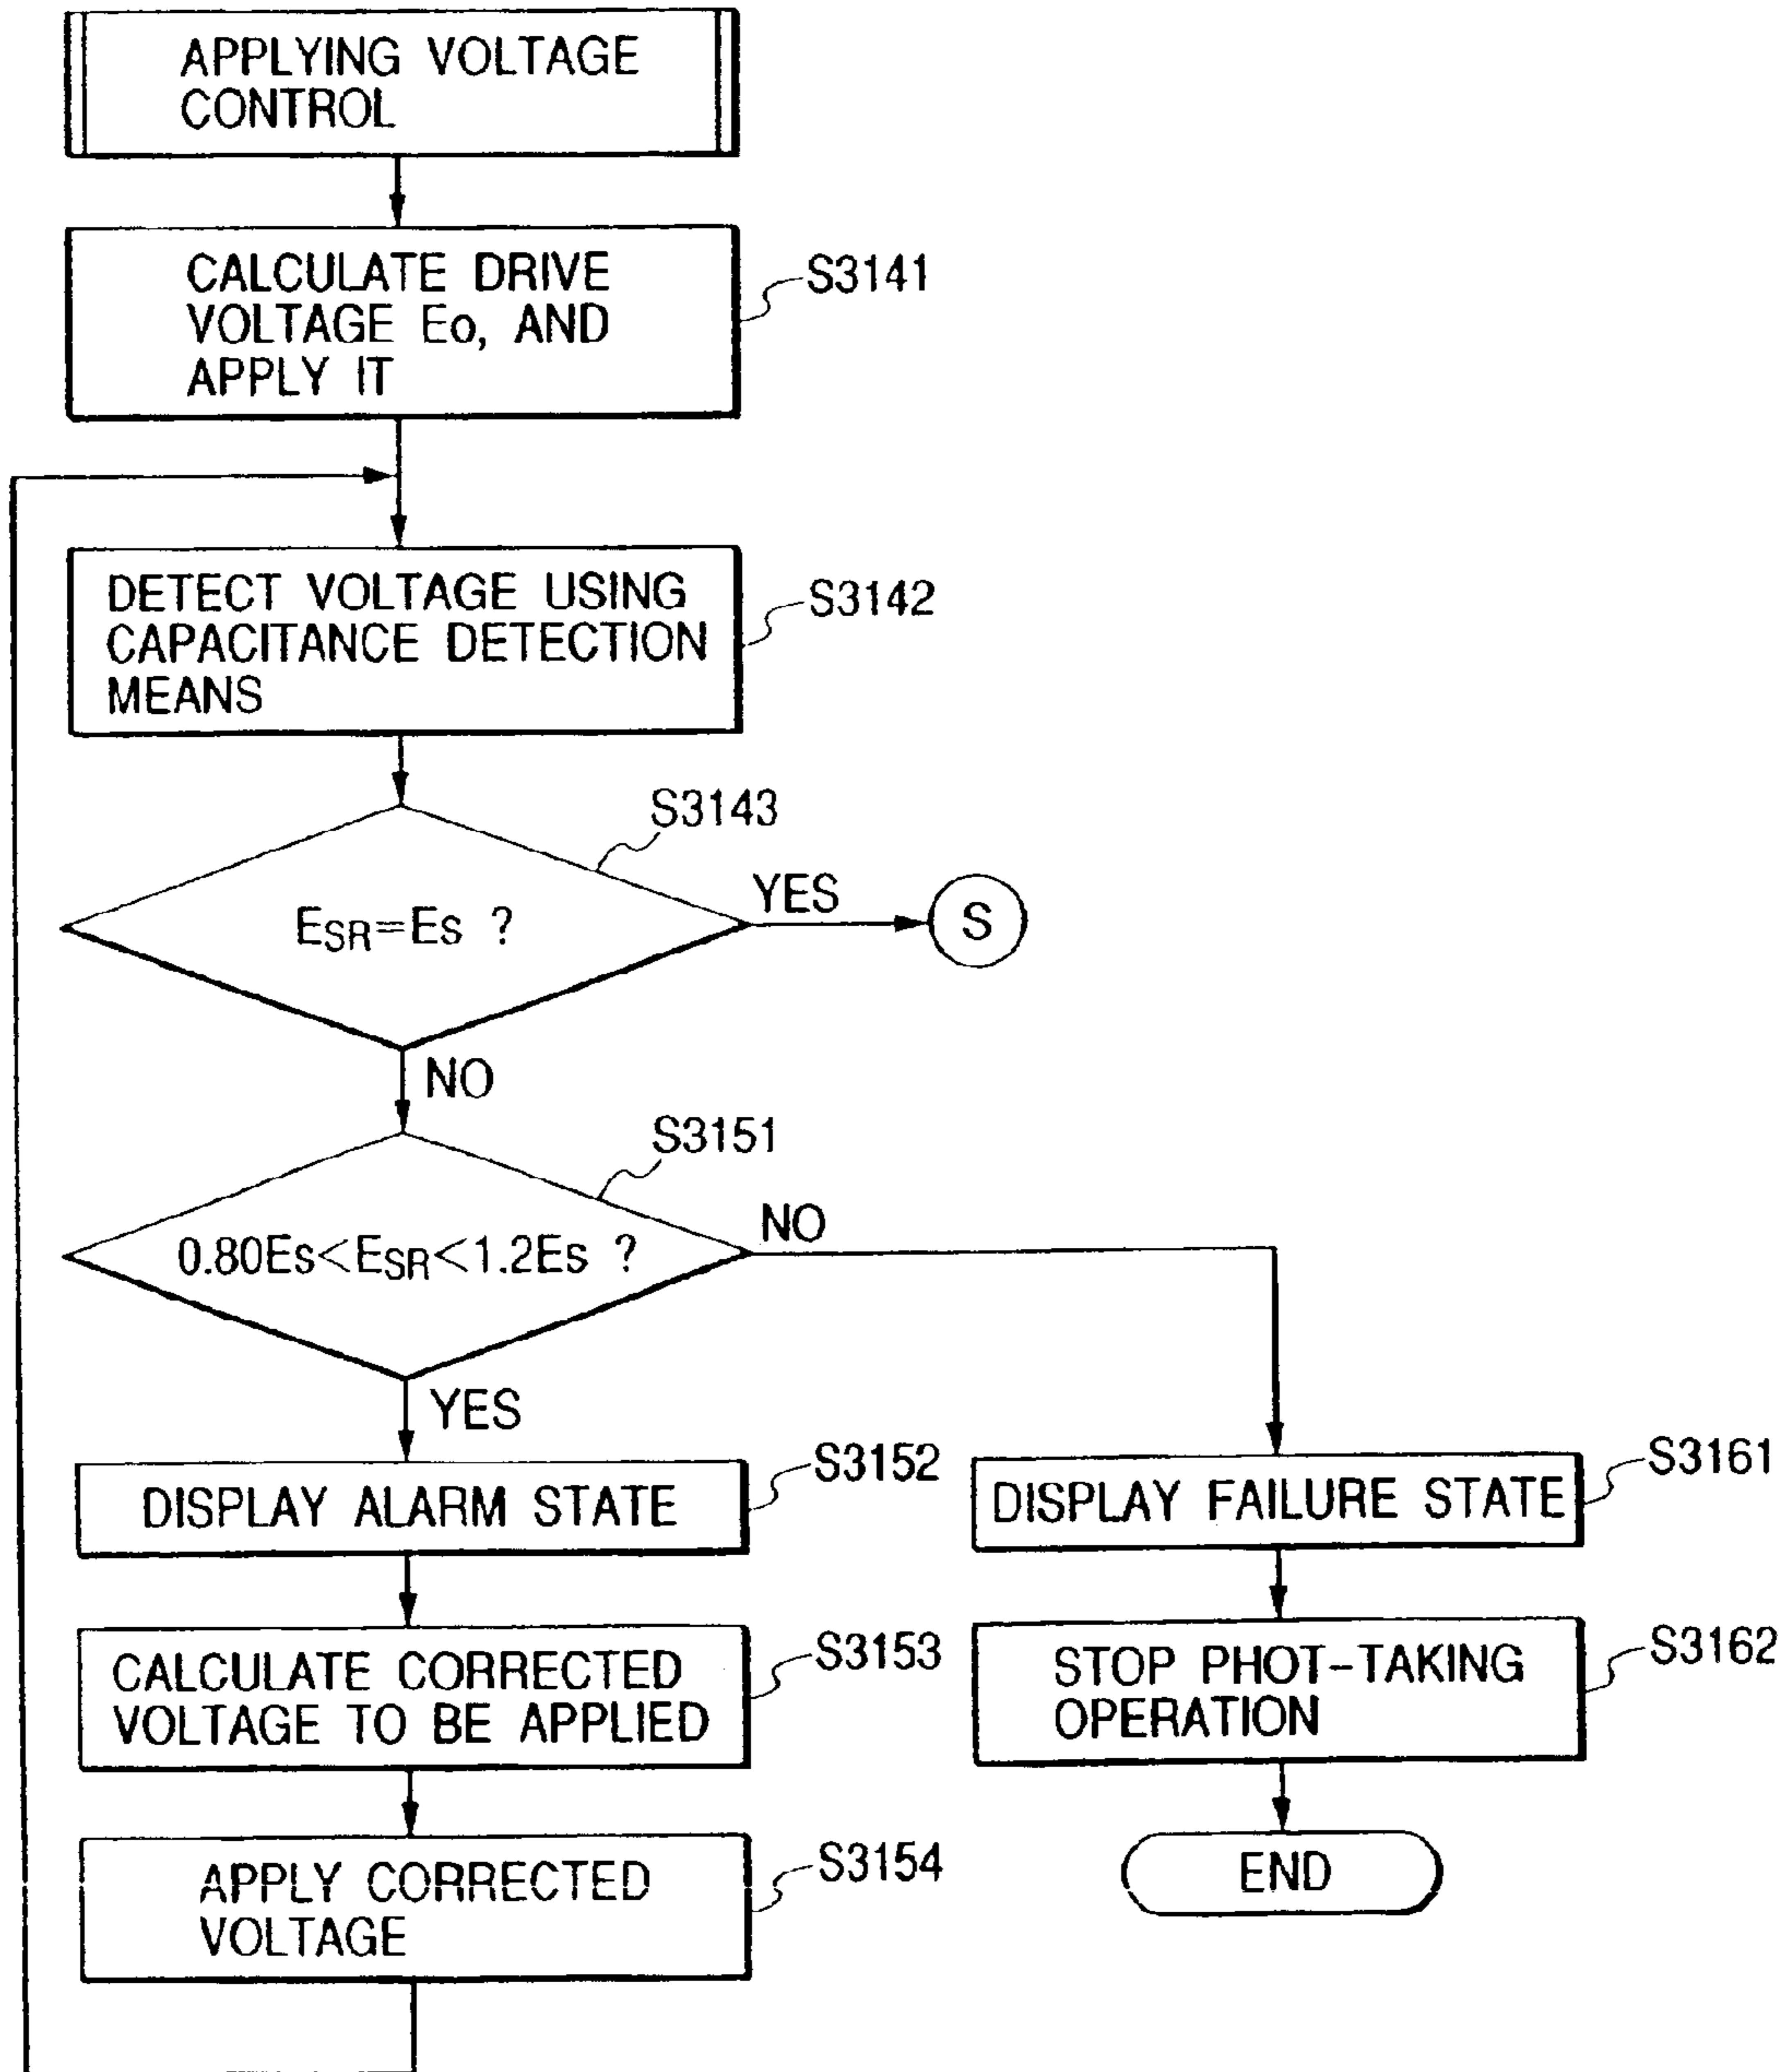 APPLYING VOLTAGE
CONTROL
CALCULATE DRIVE
VOLTAGE Eo, AND
APPLY IT
S3141
DETECT VOLTAGE USING
CAPACITANCE DETECTION
MEANS
S3142
S3143
ESR=Es ?
YES
S
NO
S3151
0.80Es<ESR<1.2Es ?
NO
YES
DISPLAY ALARM STATE
S3152
DISPLAY FAILURE STATE
S3161
CALCULATE CORRECTED
VOLTAGE TO BE APPLIED
S3153
STOP PHOT-TAKING
OPERATION
S3162
APPLY CORRECTED
VOLTAGE
S3154
END